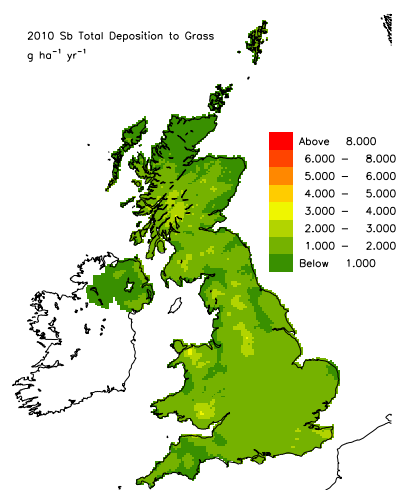 2010 Sb Total Deposition to Grass
g ha⁻¹ yr⁻¹
Above 8.000
6.000 – 8.000
5.000 – 6.000
4.000 – 5.000
3.000 – 4.000
2.000 – 3.000
1.000 – 2.000
Below 1.000